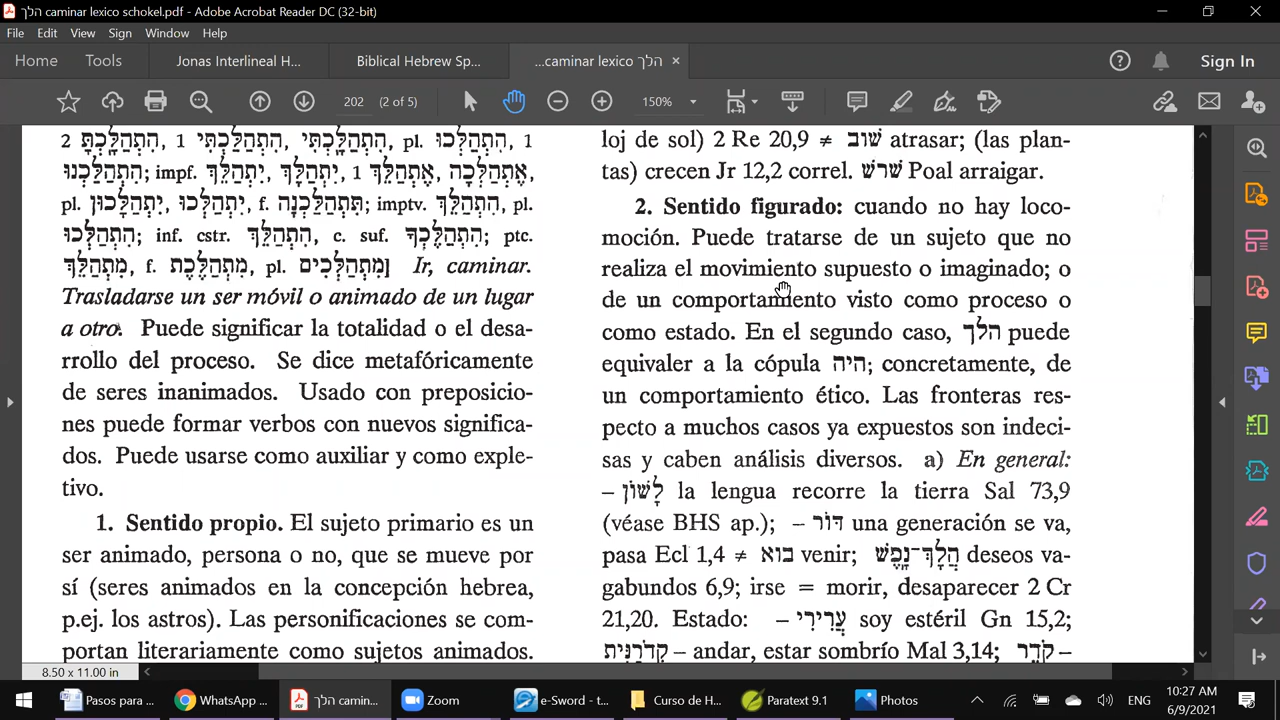 הלך caminar lexico schokel.pdf - Adobe Acrobat Reader DC (32-bit)
File Edit View Sign Window Help
Home Tools Jonas Interlineal H... Biblical Hebrew Sp... ...caminar lexico הלך × Sign In
202 (2 of 5) 150%
2 הִתְהַלָּכְתָּ, 1 הִתְהַלַּכְתִּי, הִתְהַלָּכְתִּי, pl. הִתְהַלְּכוּ, 1
הִתְהַלַּכְנוּ; impf. יִתְהַלֵּךְ, יִתְהַלָּךְ, 1 אֶתְהַלֵּךְ, אֶתְהַלְּכָה,
pl. יִתְהַלְּכוּ, יִתְהַלָּכוּן, f. תִּתְהַלַּכְנָה; imptv. הִתְהַלֵּךְ, pl.
הִתְהַלְּכוּ; inf. cstr. הִתְהַלֵּךְ, c. suf. הִתְהַלֶּכְךָ; ptc.
מִתְהַלֵּךְ, f. מִתְהַלֶּכֶת, pl. מִתְהַלְּכִים] Ir, caminar.
Trasladarse un ser móvil o animado de un lugar
a otro. Puede significar la totalidad o el desa-
rrollo del proceso. Se dice metafóricamente
de seres inanimados. Usado con preposicio-
nes puede formar verbos con nuevos significa-
dos. Puede usarse como auxiliar y como exple-
tivo.
1. Sentido propio. El sujeto primario es un
ser animado, persona o no, que se mueve por
sí (seres animados en la concepción hebrea,
p.ej. los astros). Las personificaciones se com-
portan literariamente como sujetos animados.
loj de sol) 2 Re 20,9 ≠ שׁוּב atrasar; (las plan-
tas) crecen Jr 12,2 correl. שׁרשׁ Poal arraigar.
2. Sentido figurado: cuando no hay loco-
moción. Puede tratarse de un sujeto que no
realiza el movimiento supuesto o imaginado; o
de un comportamiento visto como proceso o
como estado. En el segundo caso, הלך puede
equivaler a la cópula היה; concretamente, de
un comportamiento ético. Las fronteras res-
pecto a muchos casos ya expuestos son indeci-
sas y caben análisis diversos. a) En general:
– לָשׁוֹן la lengua recorre la tierra Sal 73,9
(véase BHS ap.); – דּוֹר una generación se va,
pasa Ecl 1,4 ≠ בוא venir; הֲלָךְ־נָפֶשׁ deseos va-
gabundos 6,9; irse = morir, desaparecer 2 Cr
21,20. Estado: – עֲרִירִי soy estéril Gn 15,2;
קְדֹרַנִּית – andar, estar sombrío Mal 3,14; קֹדֵר –
8.50 x 11.00 in
Pasos para ... WhatsApp ... הלך camin... Zoom e-Sword - t... Curso de H... Paratext 9.1 Photos ENG 10:27 AM
6/9/2021